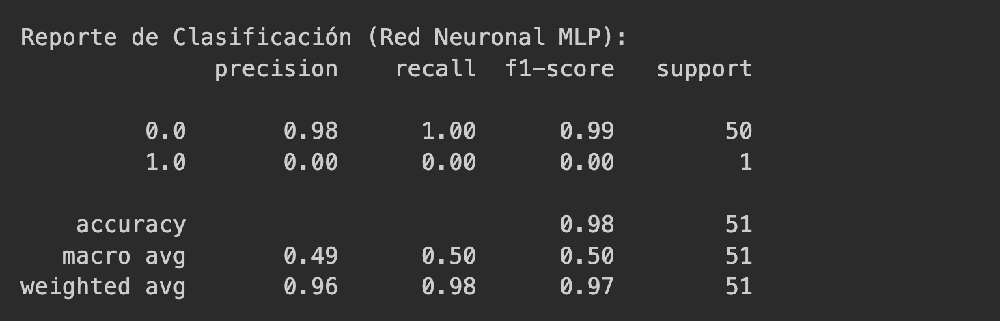 Reporte de Clasificación (Red Neuronal MLP):
precision recall f1-score support
0.0 0.98 1.00 0.99 50
1.0 0.00 0.00 0.00 1
accuracy 0.98 51
macro avg 0.49 0.50 0.50 51
weighted avg 0.96 0.98 0.97 51